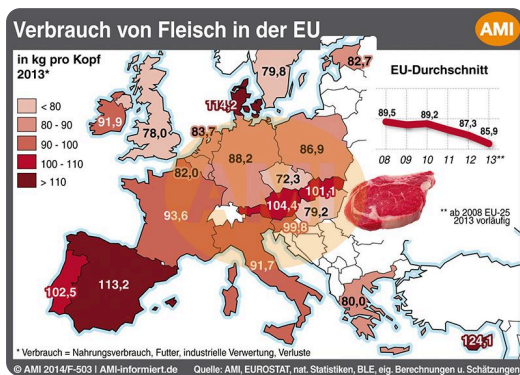 Verbrauch von Fleisch in der EU
AMI
in kg pro Kopf
2013*
< 80
80 - 90
90 - 100
100 - 110
> 110
79,8
82,7
114,2
91,9
78,0
83,7
82,0
88,2
86,9
72,3
101,1
104,4
79,2
99,8
93,6
91,7
102,5
113,2
80,0
124,1
EU-Durchschnitt
89,5
89,2
87,3
85,9
08 09 10 11 12 13**
** ab 2008 EU-25
2013 vorläufig
* Verbrauch = Nahrungsverbrauch, Futter, industrielle Verwertung, Verluste
© AMI 2014/F-503 | AMI-informiert.de Quelle: AMI, EUROSTAT, nat. Statistiken, BLE, eig. Berechnungen u. Schätzungen